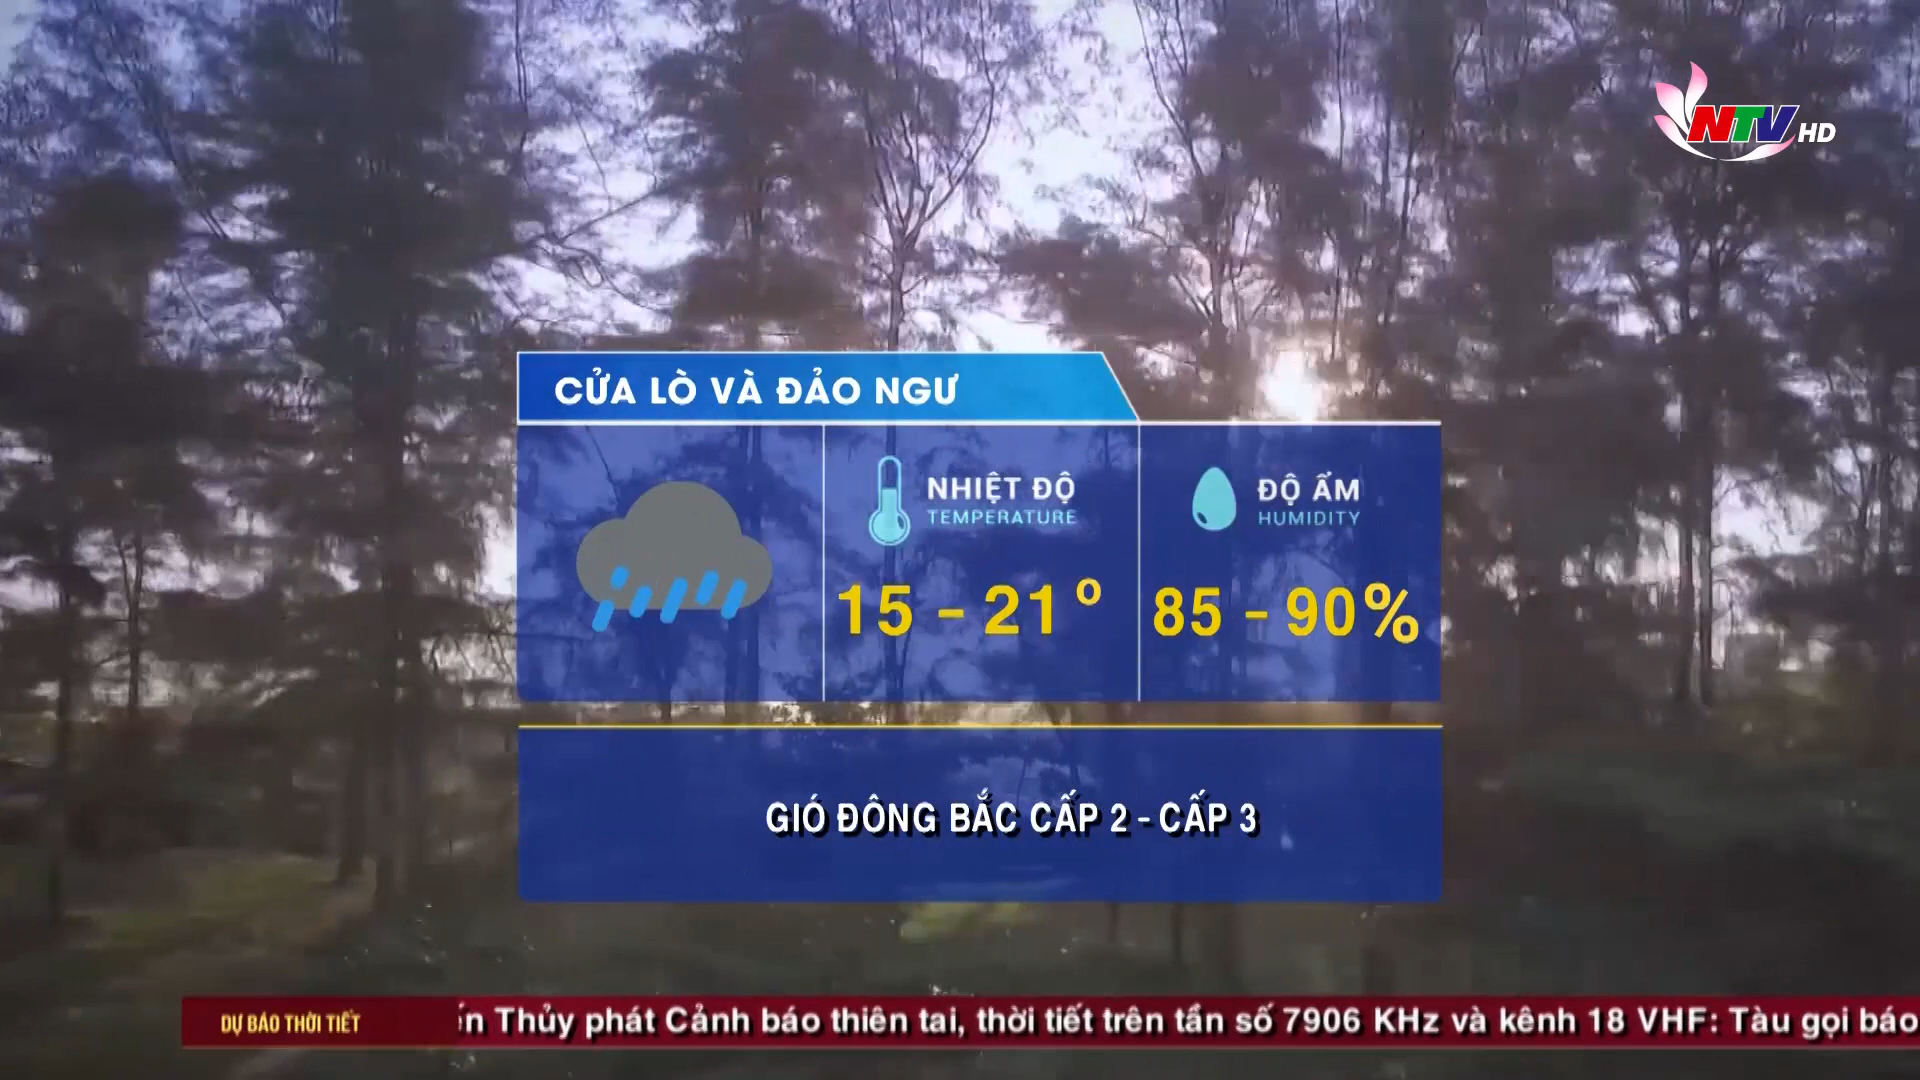 NTV HD
CỬA LÒ VÀ ĐẢO NGƯ
NHIỆT ĐỘ
TEMPERATURE
15 - 21°
ĐỘ ẨM
HUMIDITY
85 - 90%
GIÓ ĐÔNG BẮC CẤP 2 - CẤP 3
DỰ BÁO THỜI TIẾT
Thủy phát Cảnh báo thiên tai, thời tiết trên tần số 7906 KHz và kênh 18 VHF: Tàu gọi báo